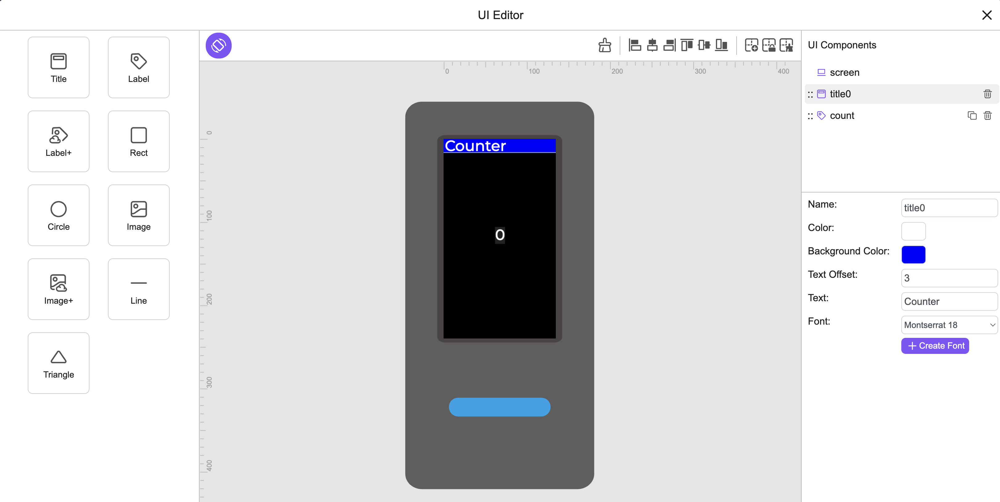 UI Editor
Title
Label
Label+
Rect
Circle
Image
Image+
Line
Triangle
0
100
200
300
400
0
100
200
300
400
Counter
0
UI Components
screen
title0
count
Name:
title0
Color:
Background Color:
Text Offset:
3
Text:
Counter
Font:
Montserrat 18
Create Font